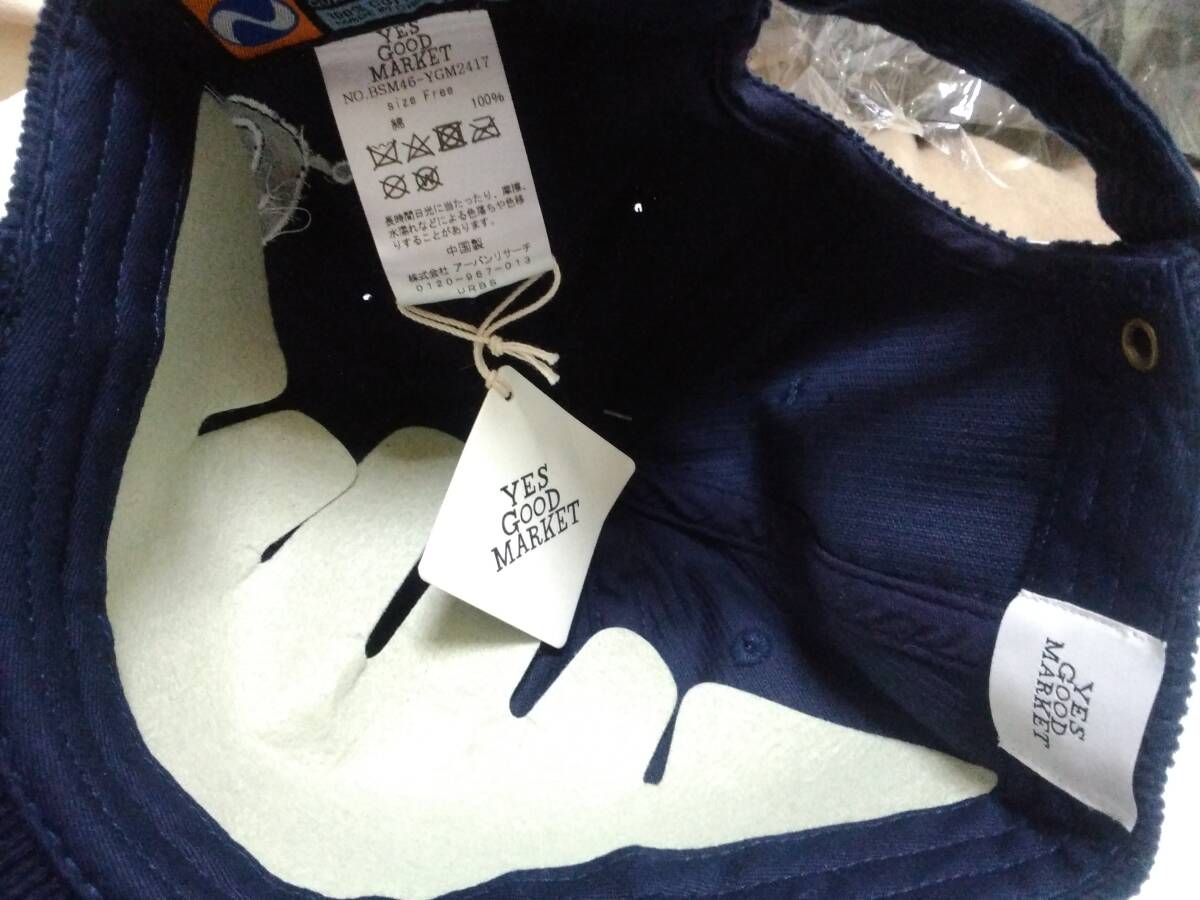 100% COT
YES
GOOD
MARKET
NO.BSM46-YGM2417
size Free
綿 100%
長時間日光に当たったり、摩擦、
水濡れなどによる色落ちや色移
りすることがあります。
中国製
株式会社 アーバンリサーチ
0120-967-013
URBS
YES
GOOD
MARKET
YES
GOOD
MARKET